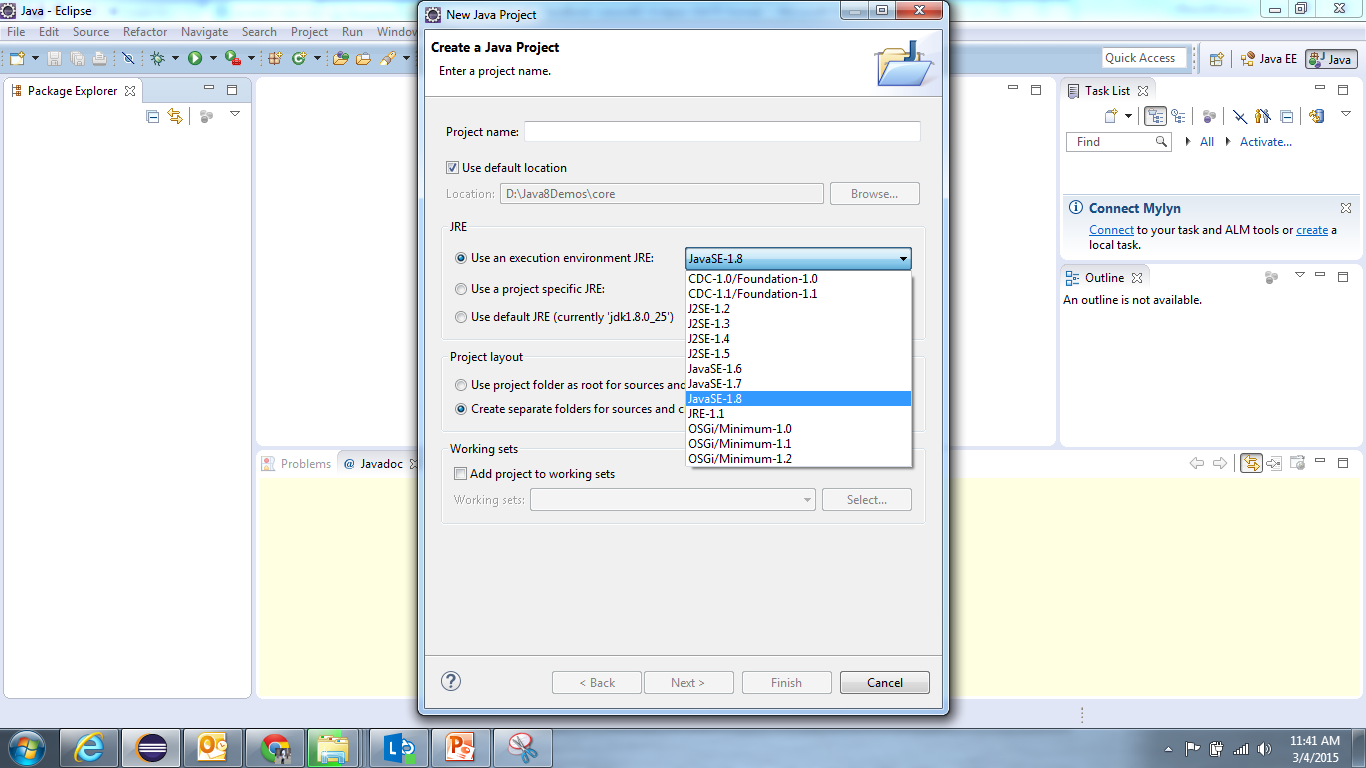 Java - Eclipse
File Edit Source Refactor Navigate Search Project Run Window
Quick Access
Java EE
Java
Package Explorer
New Java Project
Create a Java Project
Enter a project name.
Project name:
Use default location
Location: D:\Java8Demos\core Browse...
JRE
Use an execution environment JRE: JavaSE-1.8
CDC-1.0/Foundation-1.0
CDC-1.1/Foundation-1.1
J2SE-1.2
J2SE-1.3
J2SE-1.4
J2SE-1.5
JavaSE-1.6
JavaSE-1.7
JavaSE-1.8
JRE-1.1
OSGi/Minimum-1.0
OSGi/Minimum-1.1
OSGi/Minimum-1.2
Use a project specific JRE:
Use default JRE (currently 'jdk1.8.0_25')
Project layout
Use project folder as root for sources and
Create separate folders for sources and c
Working sets
Add project to working sets
Working sets: Select...
< Back Next > Finish Cancel
Task List
Find All Activate...
Connect Mylyn
Connect to your task and ALM tools or create a
local task.
Outline
An outline is not available.
Problems @ Javadoc
11:41 AM
3/4/2015